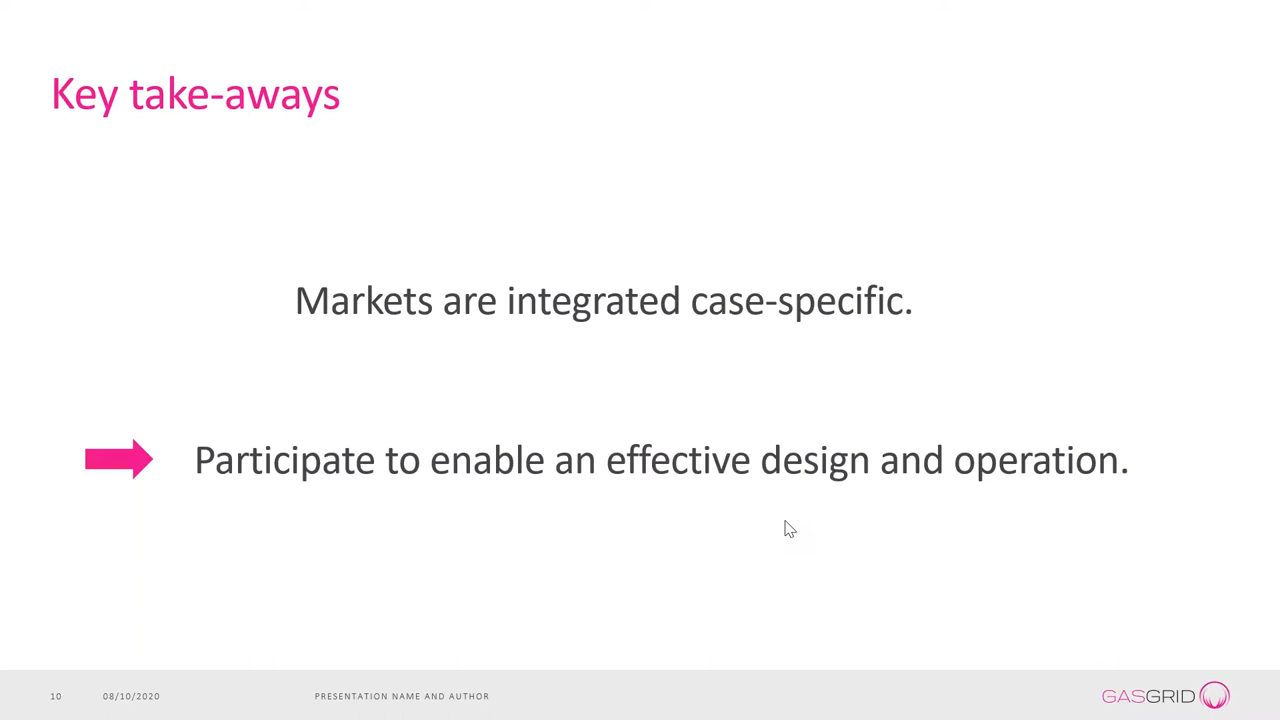 Key take-aways
Markets are integrated case-specific.
Participate to enable an effective design and operation.
10 08/10/2020 PRESENTATION NAME AND AUTHOR GASGRID